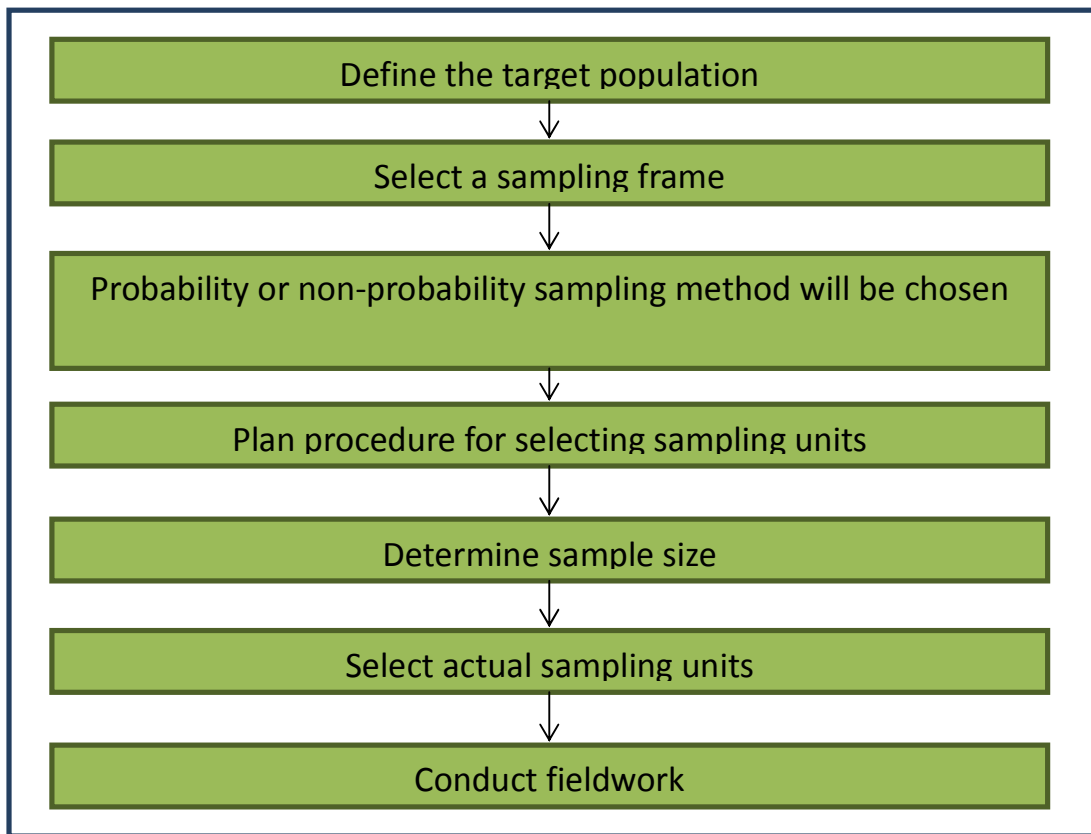 Define the target population
Select a sampling frame
Probability or non-probability sampling method will be chosen
Plan procedure for selecting sampling units
Determine sample size
Select actual sampling units
Conduct fieldwork